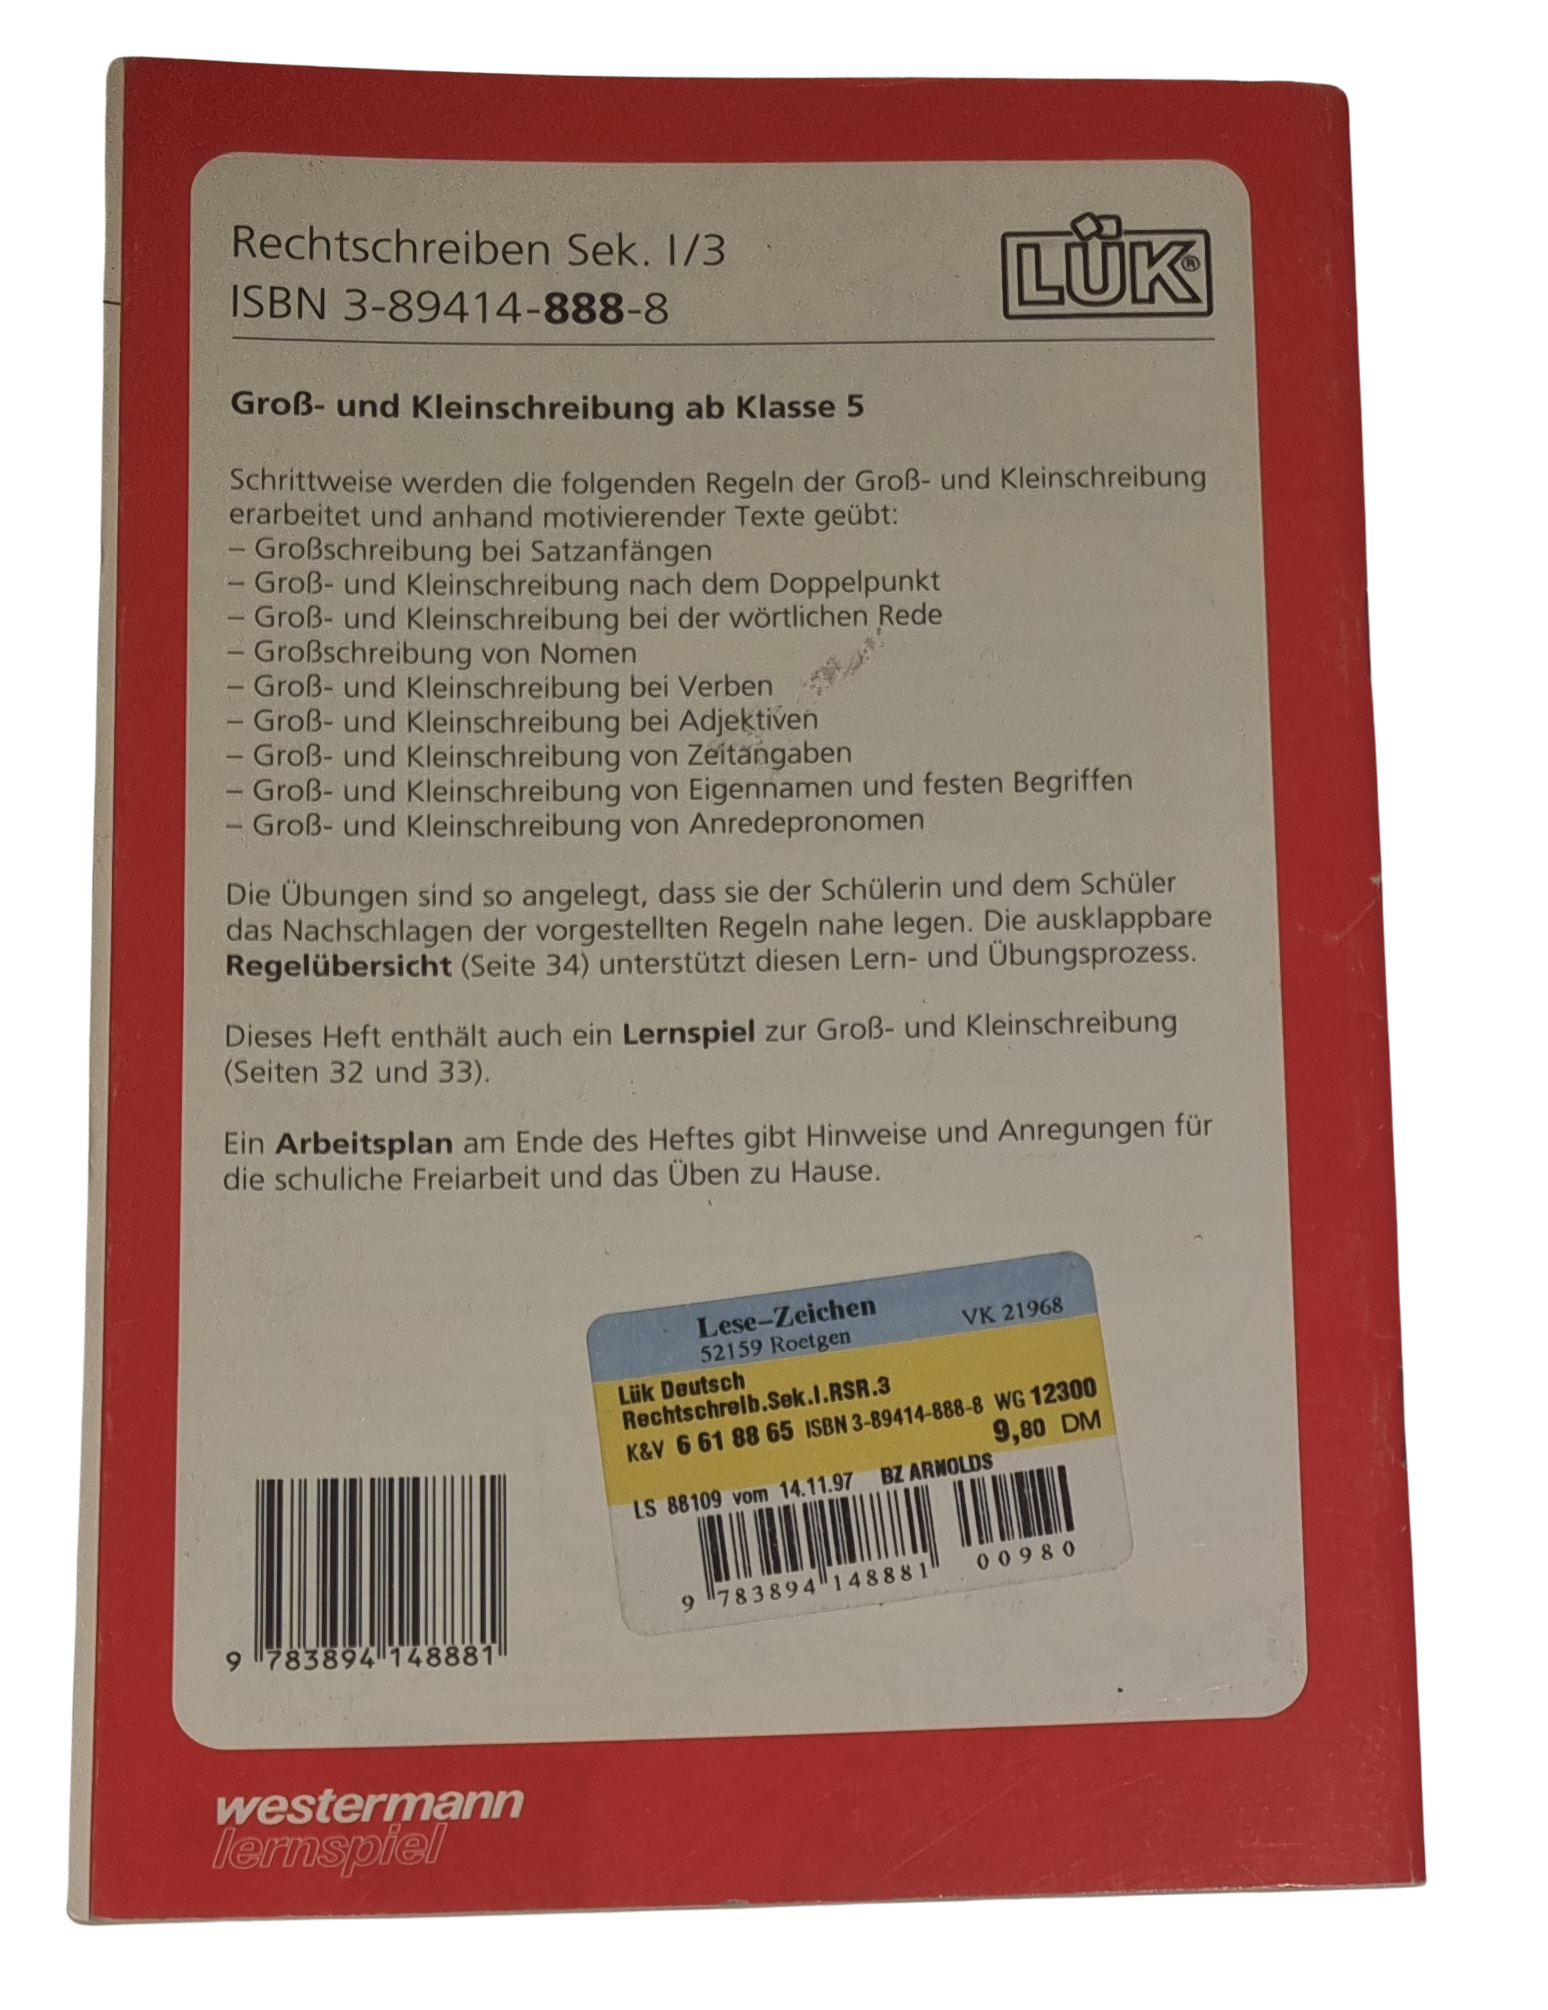 Rechtschreiben Sek. I/3
ISBN 3-89414-888-8
LÜK®
Groß- und Kleinschreibung ab Klasse 5
Schrittweise werden die folgenden Regeln der Groß- und Kleinschreibung
erarbeitet und anhand motivierender Texte geübt:
– Großschreibung bei Satzanfängen
– Groß- und Kleinschreibung nach dem Doppelpunkt
– Groß- und Kleinschreibung bei der wörtlichen Rede
– Großschreibung von Nomen
– Groß- und Kleinschreibung bei Verben
– Groß- und Kleinschreibung bei Adjektiven
– Groß- und Kleinschreibung von Zeitangaben
– Groß- und Kleinschreibung von Eigennamen und festen Begriffen
– Groß- und Kleinschreibung von Anredepronomen
Die Übungen sind so angelegt, dass sie der Schülerin und dem Schüler
das Nachschlagen der vorgestellten Regeln nahe legen. Die ausklappbare
Regelübersicht (Seite 34) unterstützt diesen Lern- und Übungsprozess.
Dieses Heft enthält auch ein Lernspiel zur Groß- und Kleinschreibung
(Seiten 32 und 33).
Ein Arbeitsplan am Ende des Heftes gibt Hinweise und Anregungen für
die schuliche Freiarbeit und das Üben zu Hause.
Lese-Zeichen VK 21968
52159 Roetgen
Lük Deutsch
Rechtschreib.Sek.I.RSR.3
K&V 6 61 88 65 ISBN 3-89414-888-8 WG 12300
9,80 DM
LS 88109 vom 14.11.97 BZ ARNOLDS
9 783894 148881 00980
9 783894 148881
westermann
lernspiel